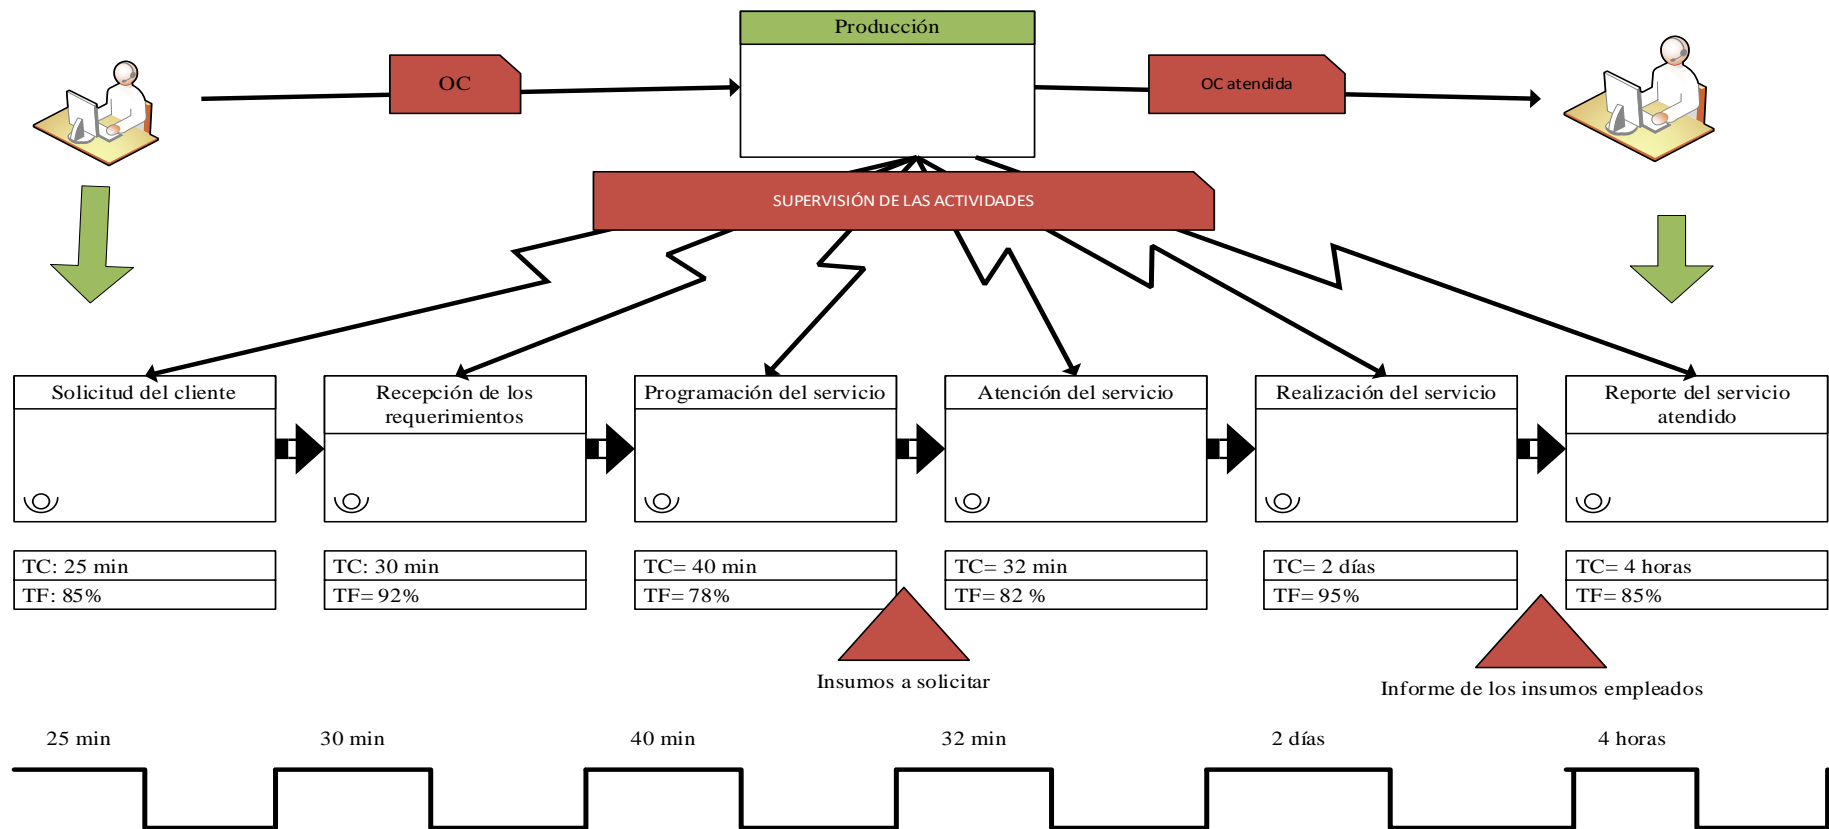 Producción
OC
OC atendida
SUPERVISIÓN DE LAS ACTIVIDADES
Solicitud del cliente
Recepción de los
requerimientos
Programación del servicio
Atención del servicio
Realización del servicio
Reporte del servicio
atendido
TC: 25 min
TF: 85%
TC: 30 min
TF= 92%
TC= 40 min
TF= 78%
TC= 32 min
TF= 82 %
TC= 2 días
TF= 95%
TC= 4 horas
TF= 85%
Insumos a solicitar
Informe de los insumos empleados
25 min
30 min
40 min
32 min
2 días
4 horas